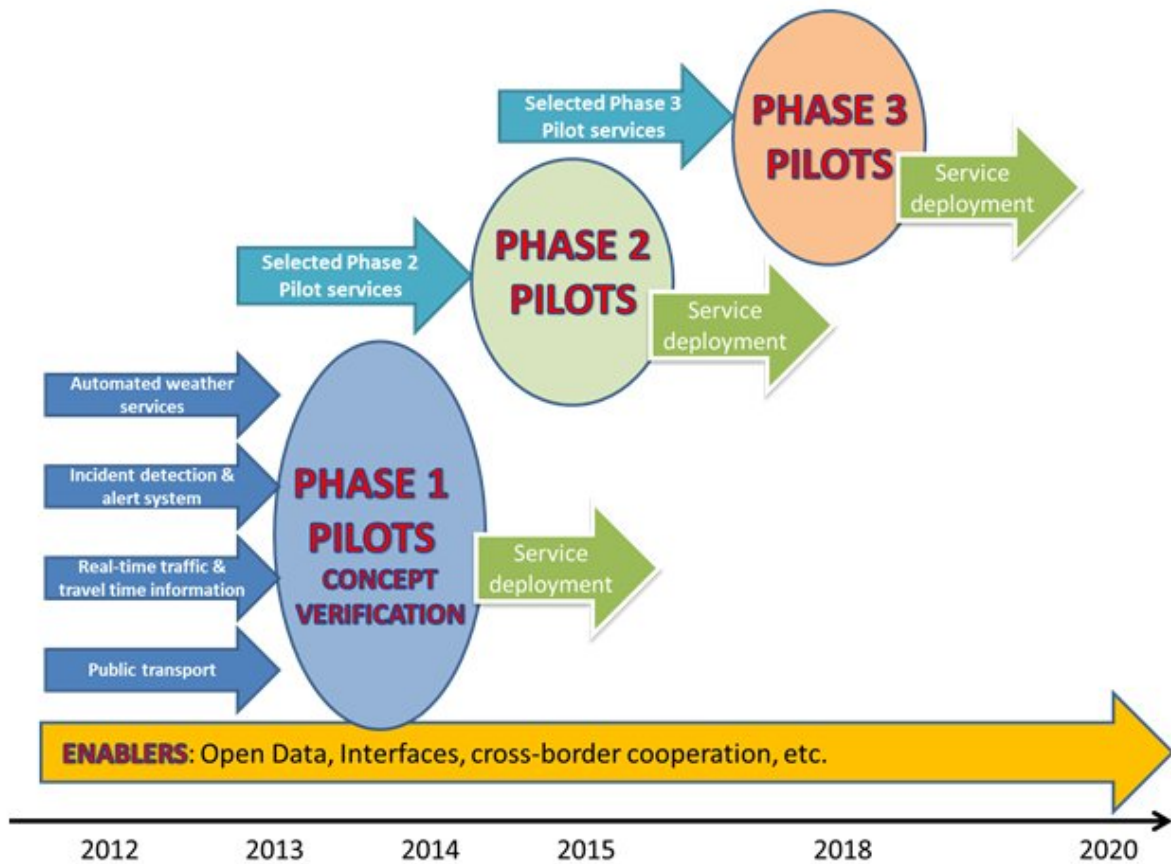 Selected Phase 3
Pilot services
PHASE 3
PILOTS
Service
deployment
Selected Phase 2
Pilot services
PHASE 2
PILOTS
Service
deployment
Automated weather
services
Incident detection &
alert system
Real-time traffic &
travel time information
Public transport
PHASE 1
PILOTS
CONCEPT
VERIFICATION
Service
deployment
ENABLERS: Open Data, Interfaces, cross-border cooperation, etc.
2012 2013 2014 2015 2018 2020